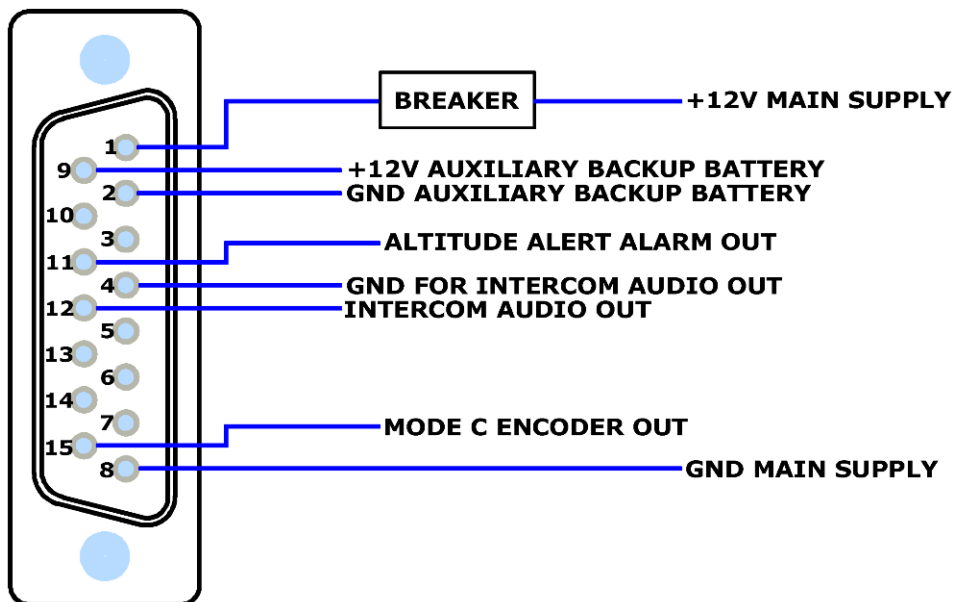 BREAKER
+12V MAIN SUPPLY
1
9
+12V AUXILIARY BACKUP BATTERY
2
GND AUXILIARY BACKUP BATTERY
10
3
ALTITUDE ALERT ALARM OUT
11
4
GND FOR INTERCOM AUDIO OUT
12
INTERCOM AUDIO OUT
5
13
6
14
7
MODE C ENCODER OUT
15
8
GND MAIN SUPPLY